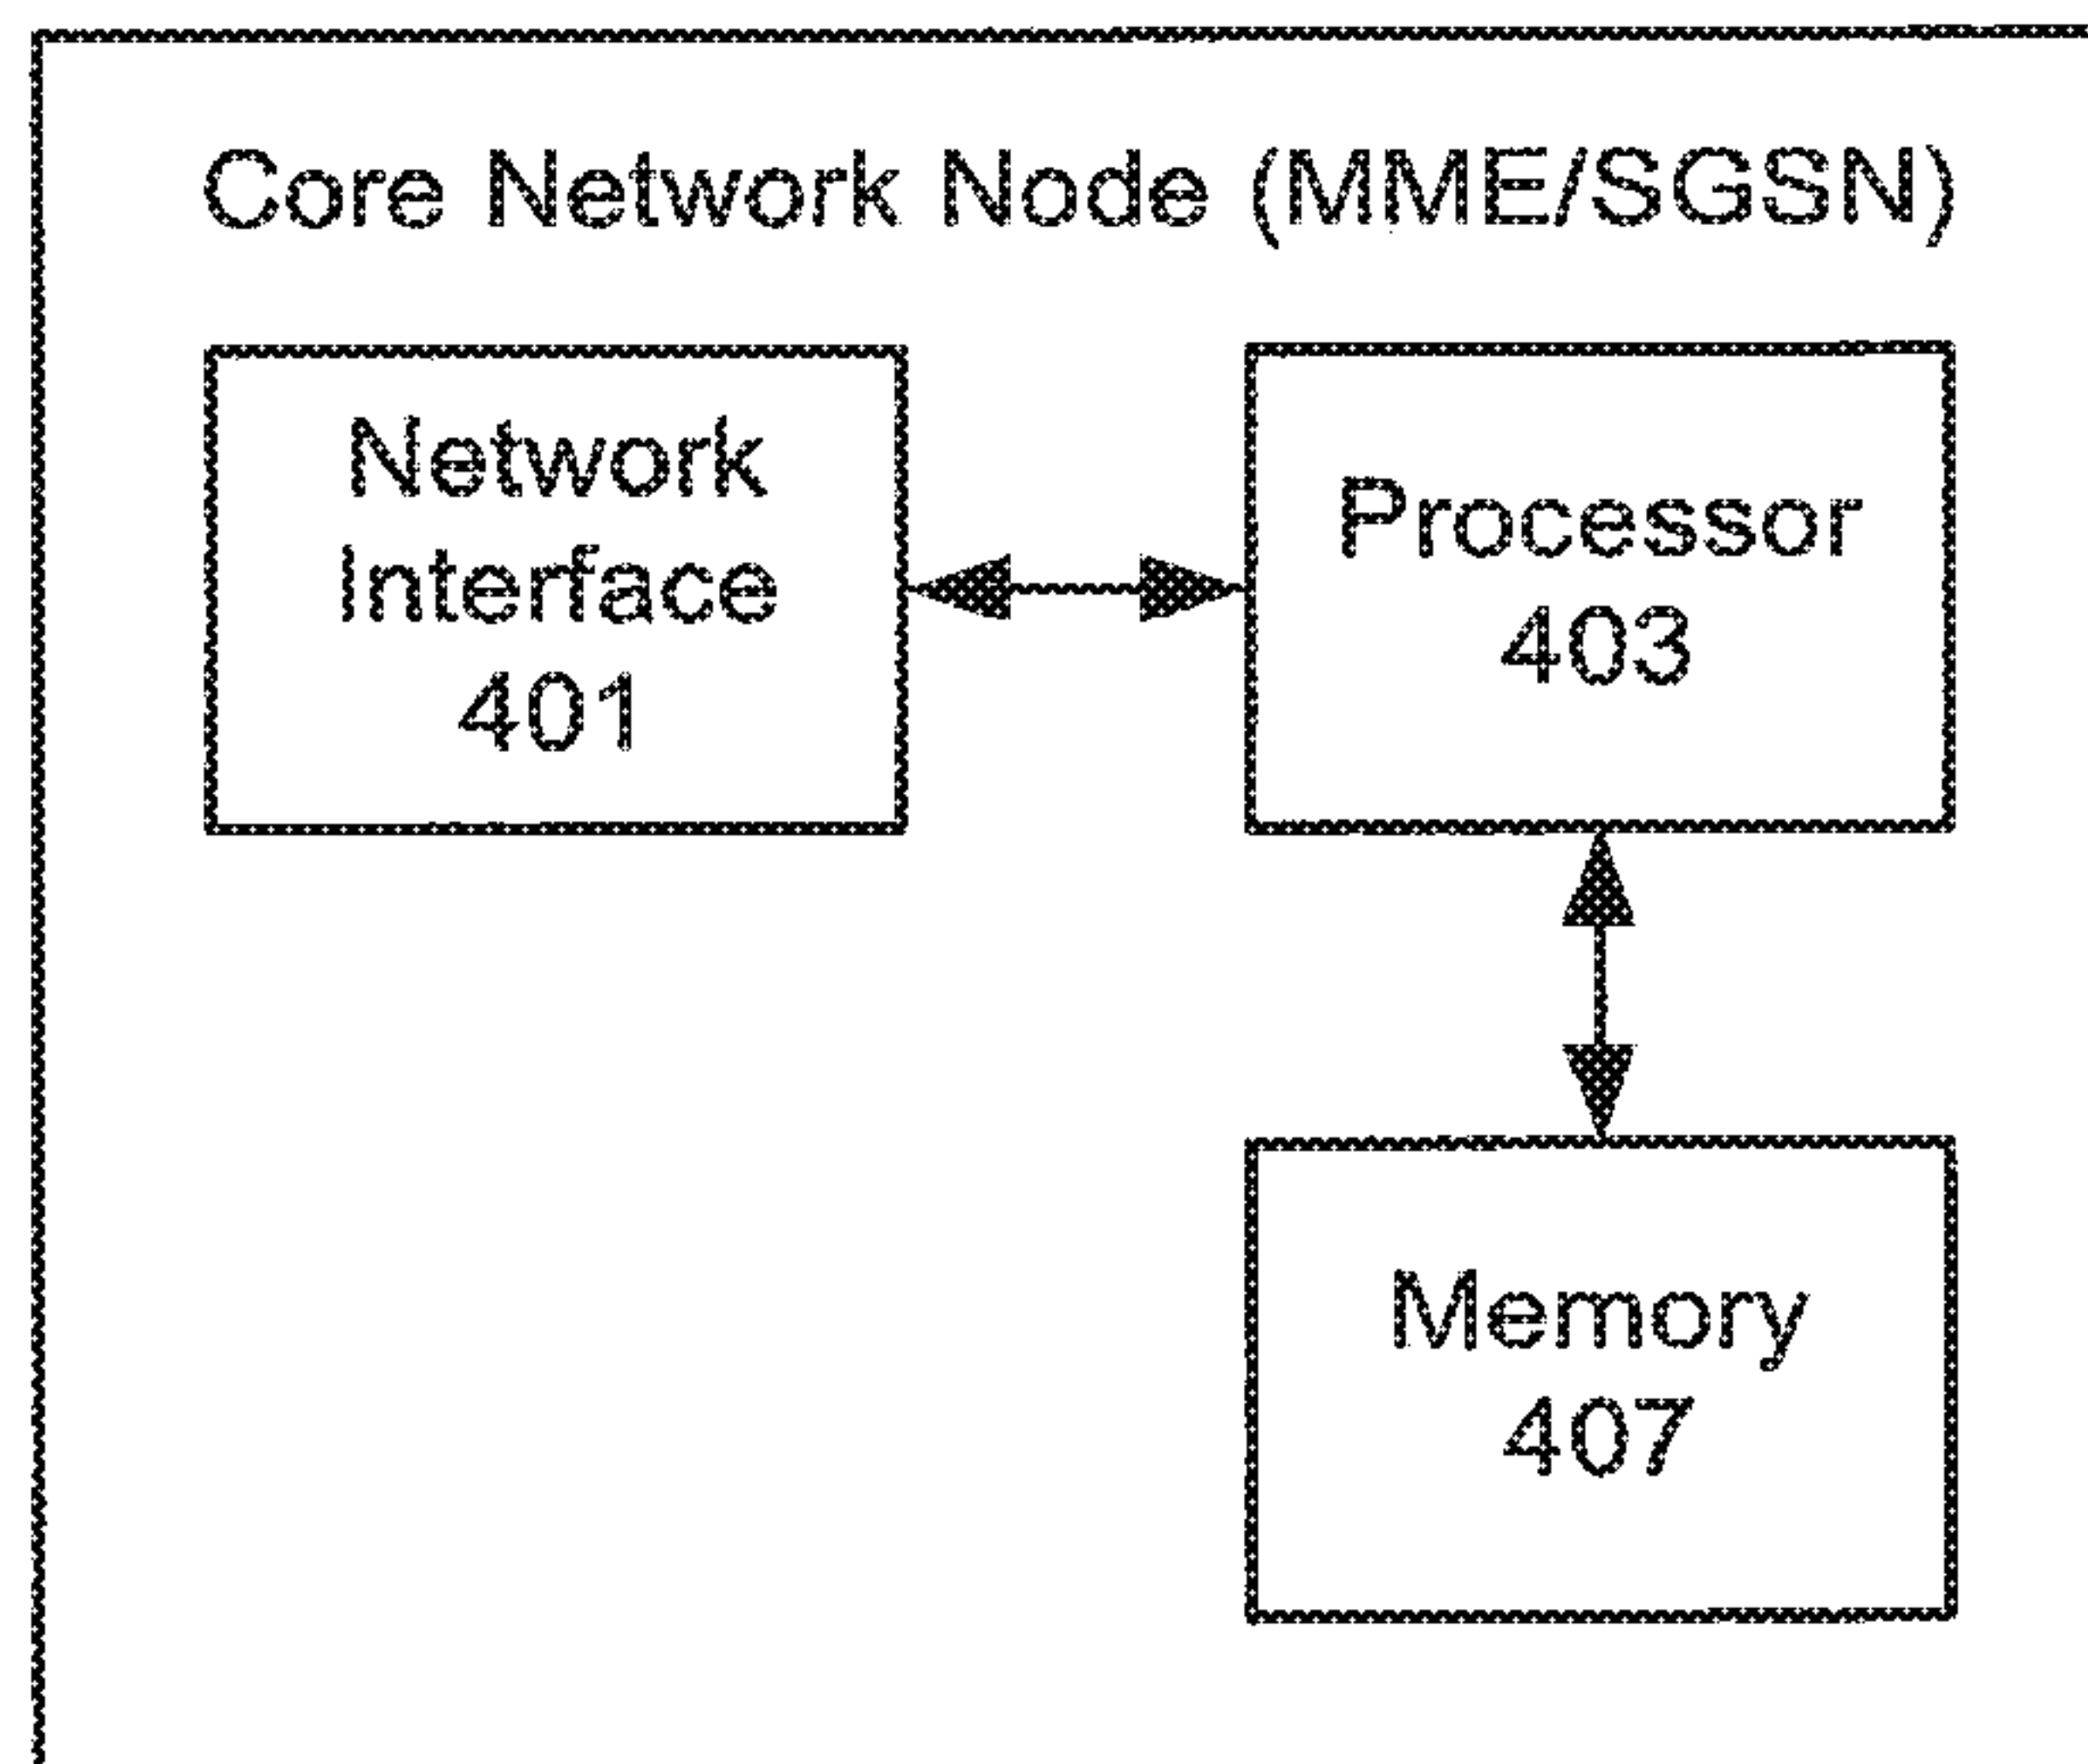 Core Network Node (MME/SGSN)
Network
Interface
401
Processor
403
Memory
407